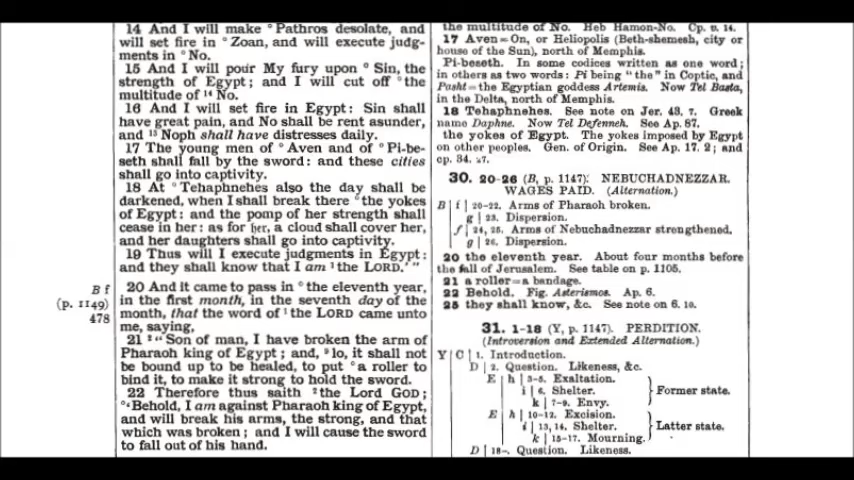 14 And I will make °Pathros desolate, and
will set fire in °Zoan, and will execute judg-
ments in °No.
15 And I will pour My fury upon °Sin, the
strength of Egypt; and I will cut off °the
multitude of 14 No.
16 And I will set fire in Egypt: Sin shall
have great pain, and No shall be rent asunder,
and 13 Noph shall have distresses daily.
17 The young men of °Aven and of °Pi-be-
seth shall fall by the sword: and these cities
shall go into captivity.
18 At °Tehaphnehes also the day shall be
darkened, when I shall break there °the yokes
of Egypt: and the pomp of her strength shall
cease in her: as for her, a cloud shall cover her,
and her daughters shall go into captivity.
19 Thus will I execute judgments in Egypt:
and they shall know that I am 1 the LORD.'"
B f
(p. 1149)
478
20 And it came to pass in °the eleventh year,
in the first month, in the seventh day of the
month, that the word of 1 the LORD came unto
me, saying,
21 2 "Son of man, I have broken the arm of
Pharaoh king of Egypt; and, 9 lo, it shall not
be bound up to be healed, to put °a roller to
bind it, to make it strong to hold the sword.
22 Therefore thus saith 2 the Lord GOD;
°'Behold, I am against Pharaoh king of Egypt,
and will break his arms, the strong, and that
which was broken; and I will cause the sword
to fall out of his hand.
the multitude of No. Heb Hamon-No. Cp. v. 14.
17 Aven=On, or Heliopolis (Beth-shemesh, city or
house of the Sun), north of Memphis.
Pi-beseth. In some codices written as one word;
in others as two words: Pi being "the" in Coptic, and
Pasht=the Egyptian goddess Artemis. Now Tel Basta,
in the Delta, north of Memphis.
18 Tehaphnehes. See note on Jer. 43. 7. Greek
name Daphne. Now Tel Defenneh. See Ap. 87.
the yokes of Egypt. The yokes imposed by Egypt
on other peoples. Gen. of Origin. See Ap. 17. 2; and
cp. 34. 27.
30. 20-26 (B, p. 1147): NEBUCHADNEZZAR.
WAGES PAID. (Alternation.)
B | f | 20-22. Arms of Pharaoh broken.
g | 23. Dispersion.
f | 24, 25. Arms of Nebuchadnezzar strengthened.
g | 26. Dispersion.
20 the eleventh year. About four months before
the fall of Jerusalem. See table on p. 1105.
21 a roller=a bandage.
22 Behold. Fig. Asterismos. Ap. 6.
25 they shall know, &c. See note on 6. 10.
31. 1-18 (Y, p. 1147). PERDITION.
(Introversion and Extended Alternation.)
Y | C | 1. Introduction.
D | 2. Question. Likeness, &c.
E | h | 3-5. Exaltation.
i | 6. Shelter. Former state.
k | 7-9. Envy.
E | h | 10-12. Excision.
i | 13, 14. Shelter. Latter state.
k | 15-17. Mourning.
D | 18-. Question. Likeness.